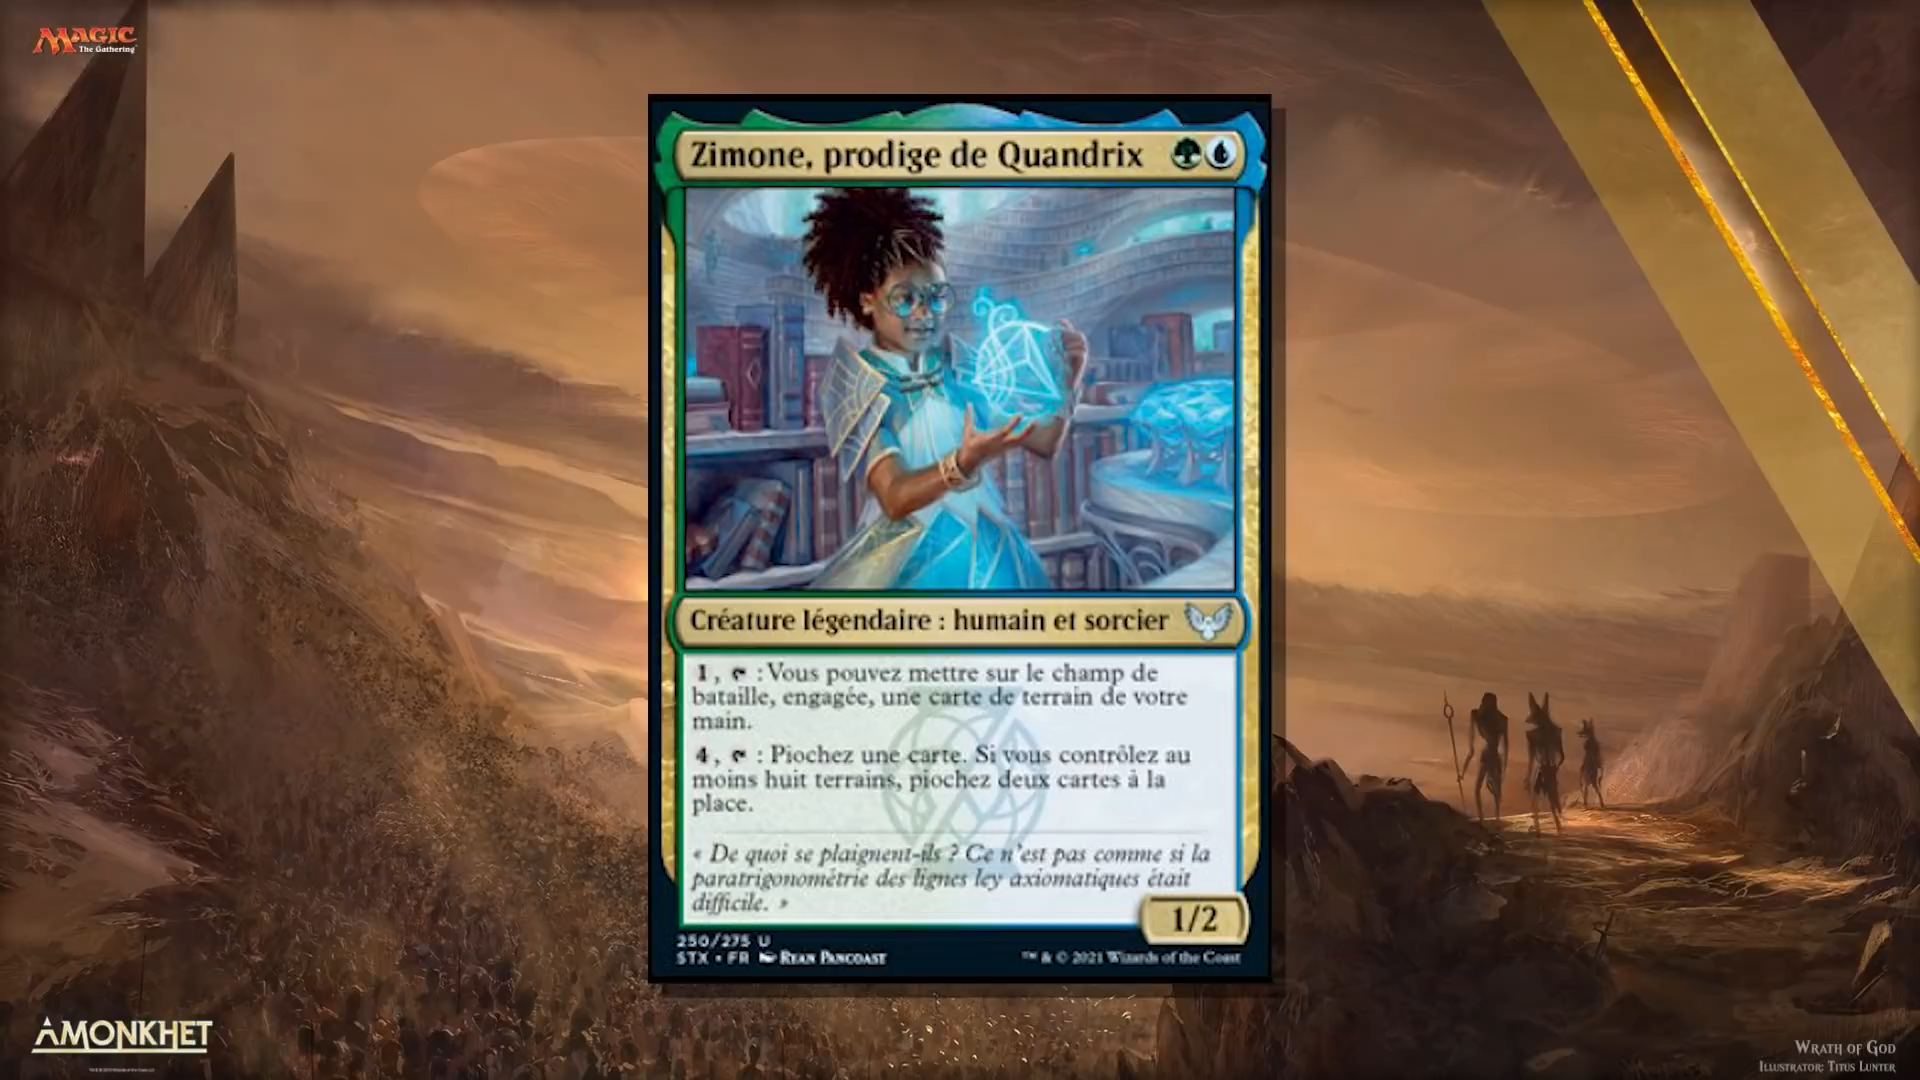 MAGIC
The Gathering
Zimone, prodige de Quandrix
Créature légendaire : humain et sorcier
1, : Vous pouvez mettre sur le champ de
bataille, engagée, une carte de terrain de votre
main.
4, : Piochez une carte. Si vous contrôlez au
moins huit terrains, piochez deux cartes à la
place.
« De quoi se plaignent-ils ? Ce n'est pas comme si la
paratrigonométrie des lignes ley axiomatiques était
difficile. »
1/2
250/275 U
STX • FR Ryan Pancoast
™ & © 2021 Wizards of the Coast
AMONKHET
Wrath of God
Illustrator: Titus Lunter